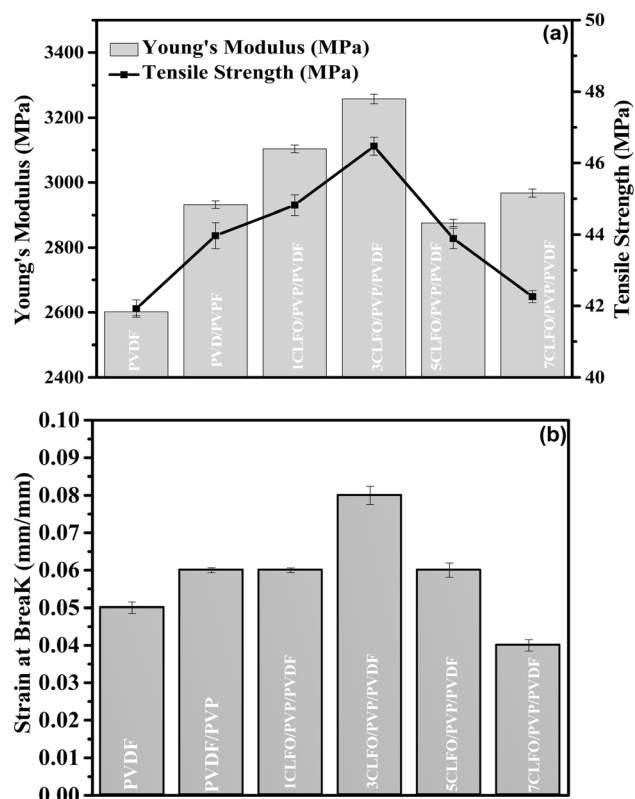 (a)
Young's Modulus (MPa)
Tensile Strength (MPa)
3400
3200
3000
2800
2600
2400
Young's Modulus (MPa)
50
48
46
44
42
40
Tensile Strength (MPa)
PVDF
PVD/PVPF
1CLFO/PVP/PVDF
3CLFO/PVP/PVDF
5CLFO/PVP/PVDF
7CLFO/PVP/PVDF
(b)
0.10
0.09
0.08
0.07
0.06
0.05
0.04
0.03
0.02
0.01
0.00
Strain at BreaK (mm/mm)
PVDF
PVDF/PVP
1CLFO/PVP/PVDF
3CLFO/PVP/PVDF
5CLFO/PVP/PVDF
7CLFO/PVP/PVDF